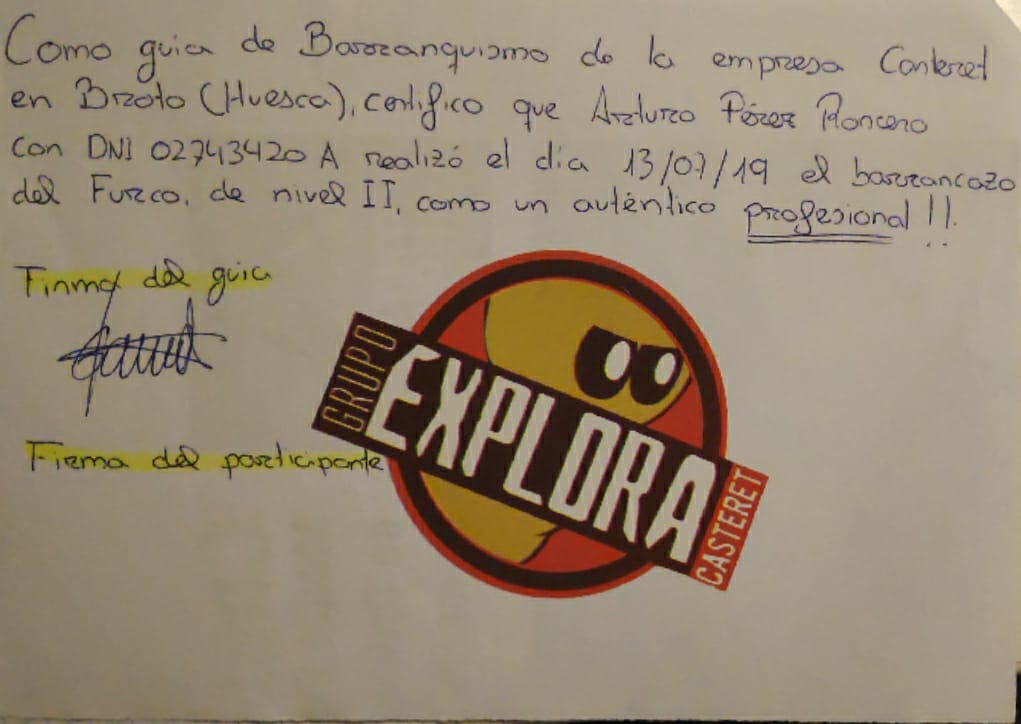 Como guia de Barranquismo de la empresa Casteret
en Broto (Huesca), certifico que Arturo Pérez Roncero
con DNI 02743420 A realizó el día 13/07/19 el barrancazo
del Furco, de nivel II, como un auténtico profesional!!
Firma del guia
GRUPO
EXPLORA
CASTERET
Firma del participante